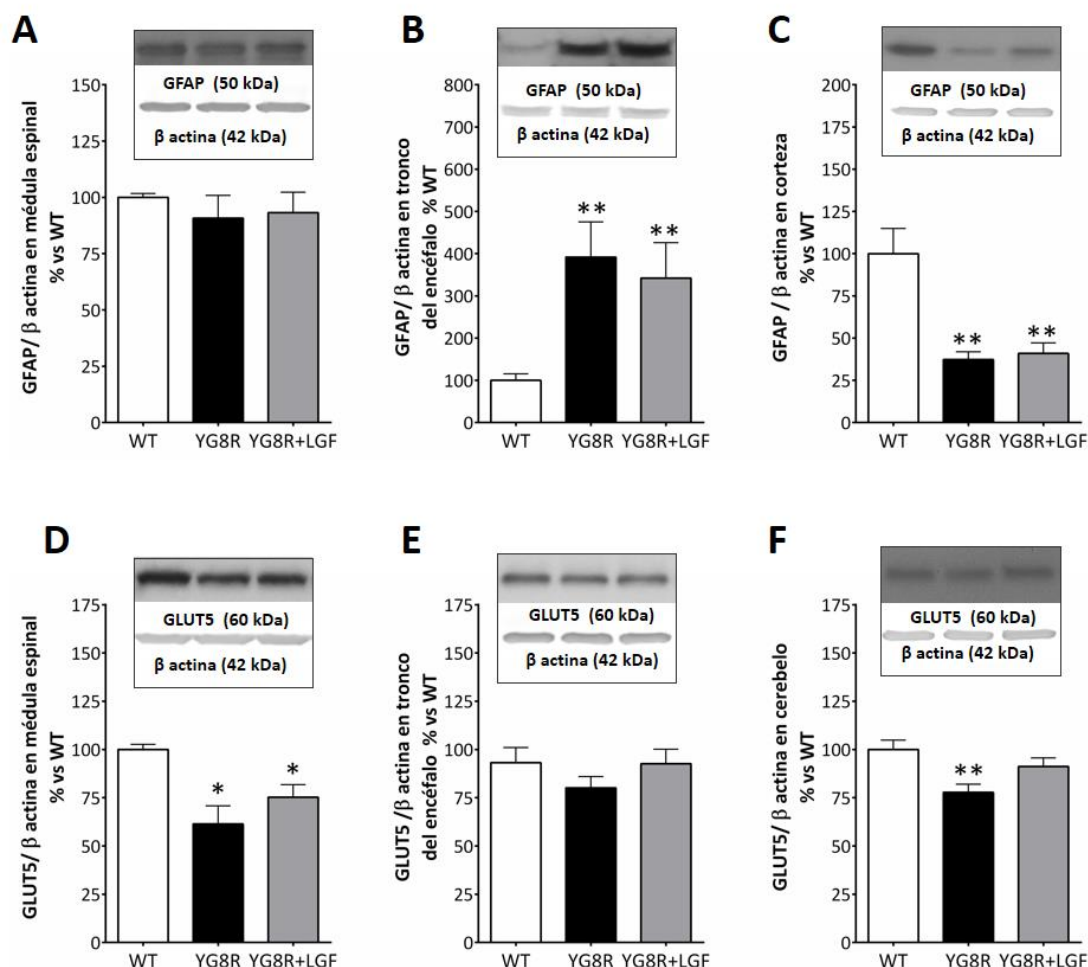 A
GFAP (50 kDa)
β actina (42 kDa)
GFAP/ β actina en médula espinal
% vs WT
150
125
100
75
50
25
0
WT YG8R YG8R+LGF
B
GFAP (50 kDa)
β actina (42 kDa)
GFAP/ β actina en tronco
del encéfalo % WT
800
700
500
400
300
100
0
**
**
WT YG8R YG8R+LGF
C
GFAP (50 kDa)
β actina (42 kDa)
GFAP / β actina en corteza
% vs WT
200
175
150
125
100
75
50
25
0
**
**
WT YG8R YG8R+LGF
D
GLUT5 (60 kDa)
β actina (42 kDa)
GLUT5/ β actina en médula espinal
% vs WT
175
150
125
100
75
50
25
0
*
*
WT YG8R YG8R+LGF
E
GLUT5 (60 kDa)
β actina (42 kDa)
GLUT5 /β actina en tronco
del encéfalo % vs WT
175
150
125
100
75
50
25
0
WT YG8R YG8R+LGF
F
GLUT5 (60 kDa)
β actina (42 kDa)
GLUT5/ β actina en cerebelo
% vs WT
175
150
125
100
75
50
25
0
**
WT YG8R YG8R+LGF